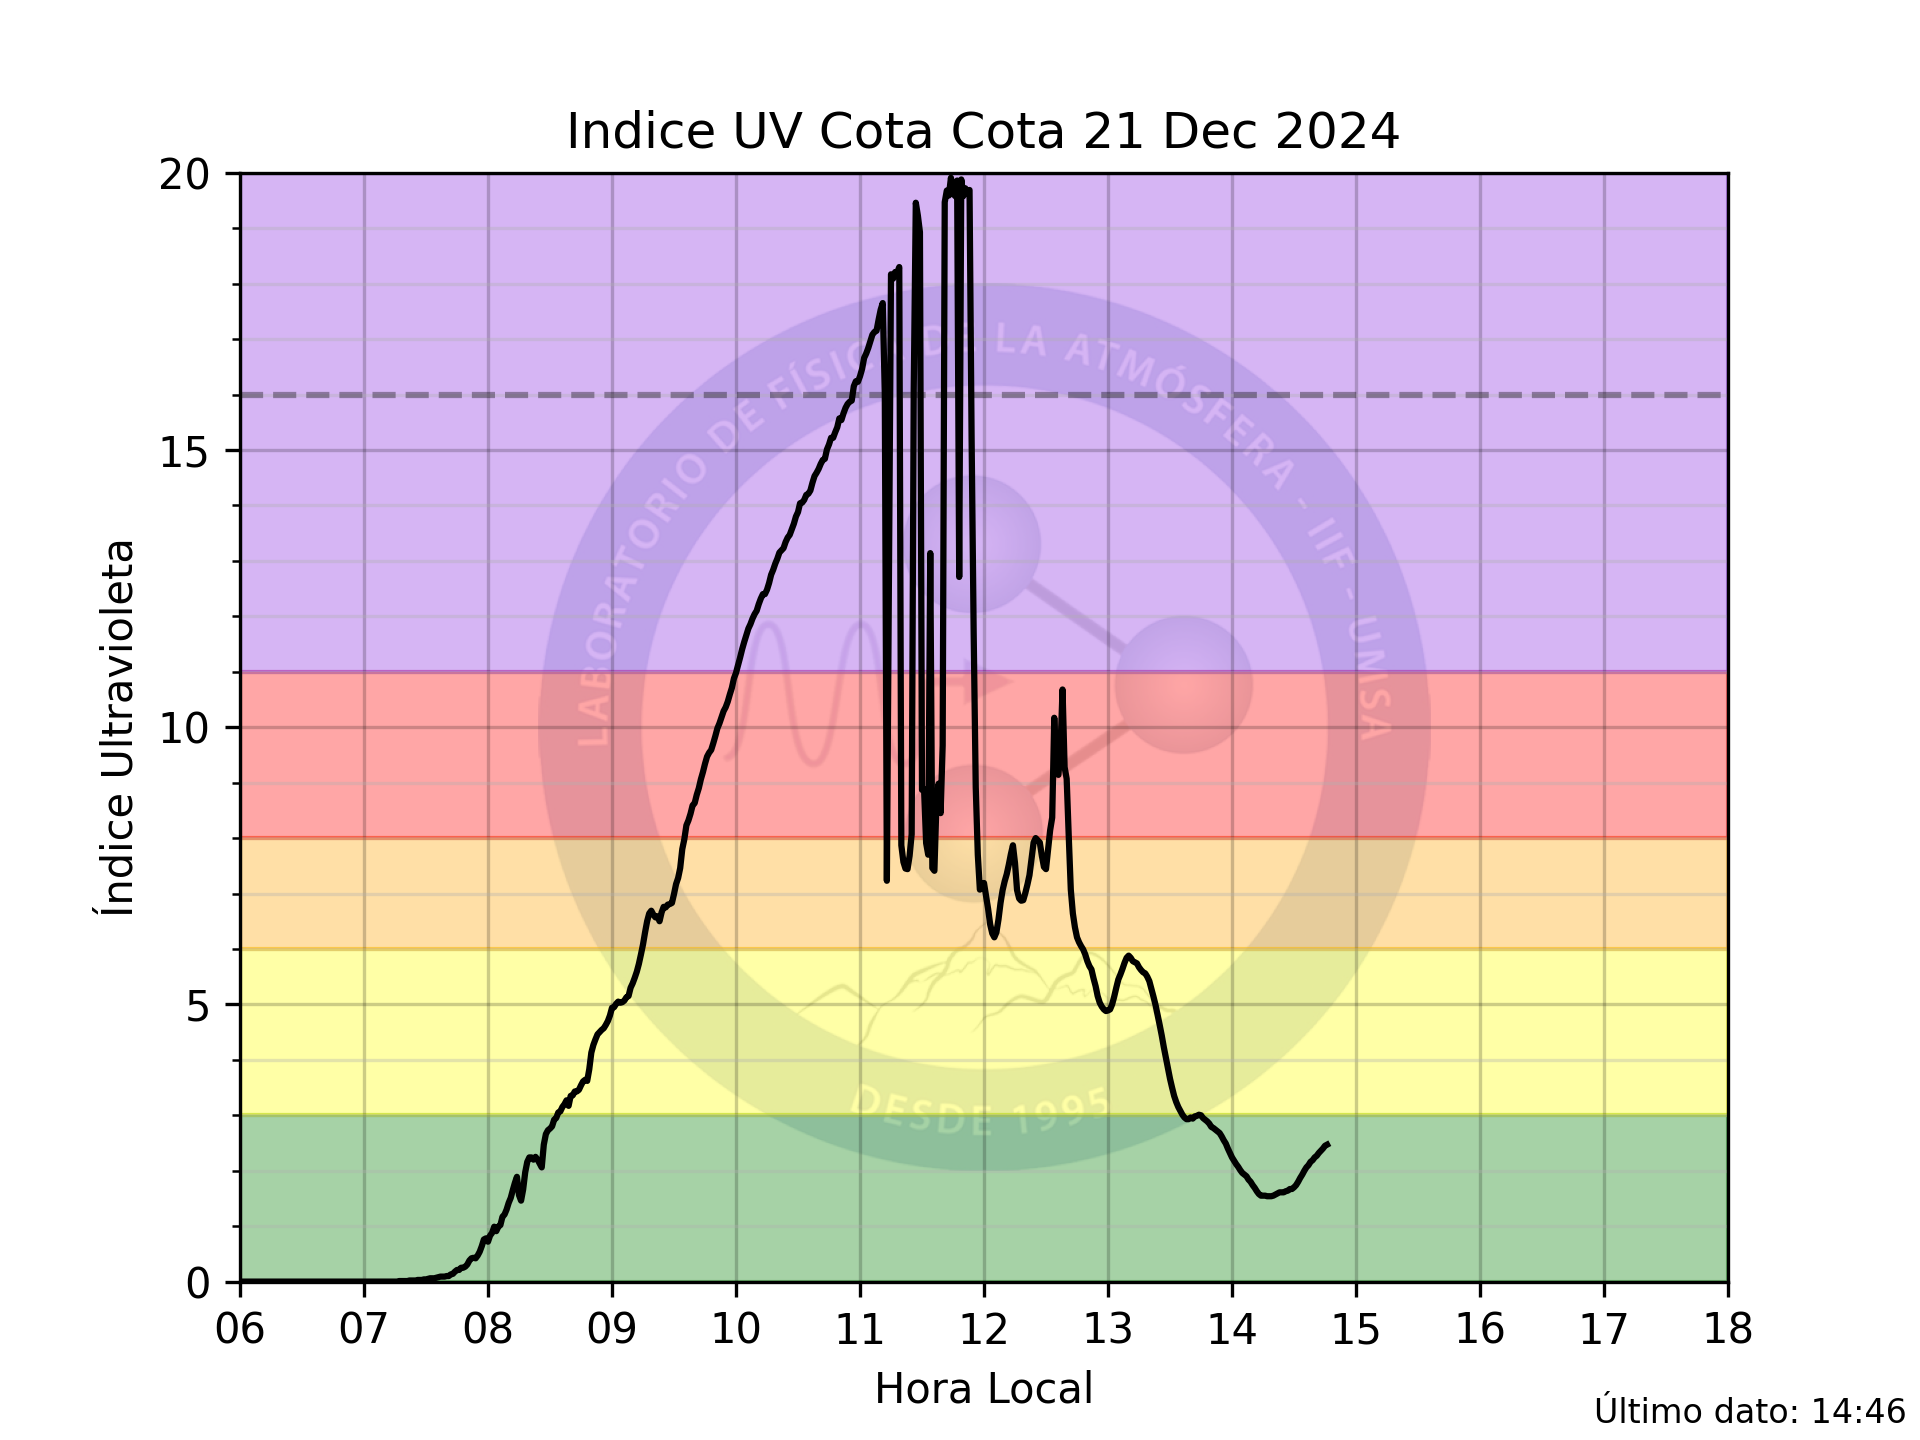 Indice UV Cota Cota 21 Dec 2024
20
15
10
5
0
Índice Ultravioleta
LABORATORIO DE FÍSICA DE LA ATMÓSFERA - IIF - UMSA
DESDE 1995
06 07 08 09 10 11 12 13 14 15 16 17 18
Hora Local
Último dato: 14:46